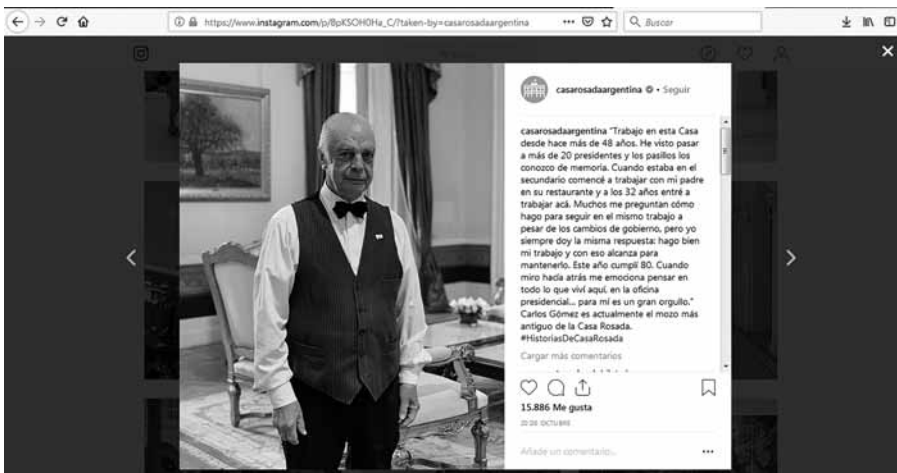 https://www.instagram.com/p/BpKSOH0Ha_C/?taken-by=casarosadaargentina
Buscar
casarosadaargentina • Seguir
casarosadaargentina "Trabajo en esta Casa
desde hace más de 48 años. He visto pasar
a más de 20 presidentes y los pasillos los
conozco de memoria. Cuando estaba en el
secundario comencé a trabajar con mi padre
en su restaurante y a los 32 años entré a
trabajar acá. Muchos me preguntan cómo
hago para seguir en el mismo trabajo a
pesar de los cambios de gobierno, pero yo
siempre doy la misma respuesta: hago bien
mi trabajo y con eso alcanza para
mantenerlo. Este año cumplí 80. Cuando
miro hacia atrás me emociona pensar en
todo lo que viví aquí, en la oficina
presidencial... para mí es un gran orgullo."
Carlos Gómez es actualmente el mozo más
antiguo de la Casa Rosada.
#HistoriasDeCasaRosada
Cargar más comentarios
15.886 Me gusta
20 DE OCTUBRE
Añade un comentario...